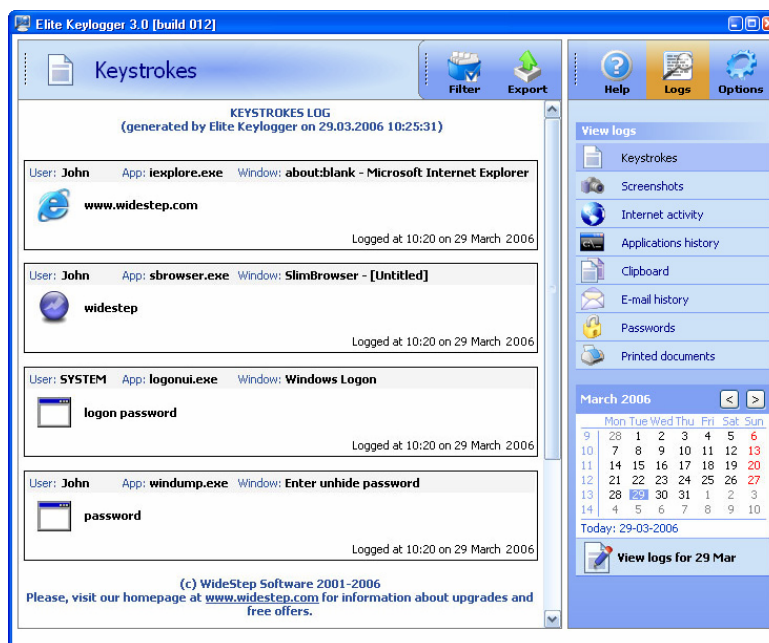 Elite Keylogger 3.0 [build 012]
Keystrokes
Filter
Export
Help
Logs
Options
KEYSTROKES LOG
(generated by Elite Keylogger on 29.03.2006 10:25:31)
User: John App: iexplore.exe Window: about:blank - Microsoft Internet Explorer
www.widestep.com
Logged at 10:20 on 29 March 2006
User: John App: sbrowser.exe Window: SlimBrowser - [Untitled]
widestep
Logged at 10:20 on 29 March 2006
User: SYSTEM App: logonui.exe Window: Windows Logon
logon password
Logged at 10:20 on 29 March 2006
User: John App: windump.exe Window: Enter unhide password
password
Logged at 10:20 on 29 March 2006
(c) WideStep Software 2001-2006
Please, visit our homepage at www.widestep.com for information about upgrades and
free offers.
View logs
Keystrokes
Screenshots
Internet activity
Applications history
Clipboard
E-mail history
Passwords
Printed documents
March 2006 < >
Mon Tue Wed Thu Fri Sat Sun
9 28 1 2 3 4 5 6
10 7 8 9 10 11 12 13
11 14 15 16 17 18 19 20
12 21 22 23 24 25 26 27
13 28 29 30 31 1 2 3
14 4 5 6 7 8 9 10
Today: 29-03-2006
View logs for 29 Mar